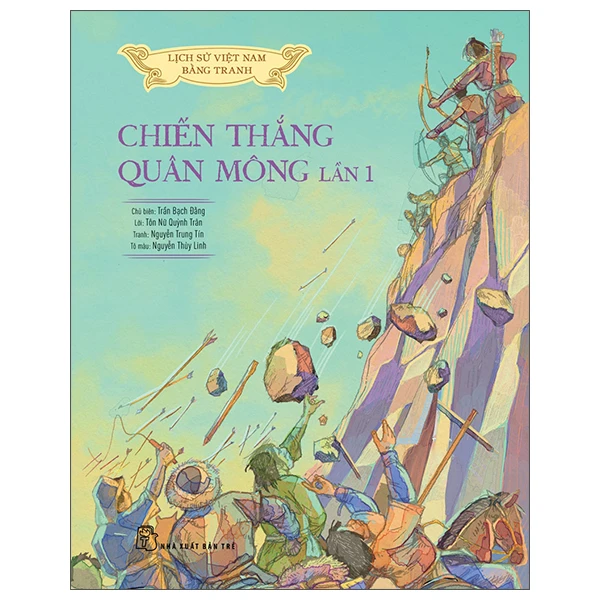 LỊCH SỬ VIỆT NAM
BẰNG TRANH
CHIẾN THẮNG
QUÂN MÔNG LẦN 1
Chủ biên: Trần Bạch Đằng
Lời: Tôn Nữ Quỳnh Trân
Tranh: Nguyễn Trung Tín
Tô màu: Nguyễn Thùy Linh
NHÀ XUẤT BẢN TRẺ